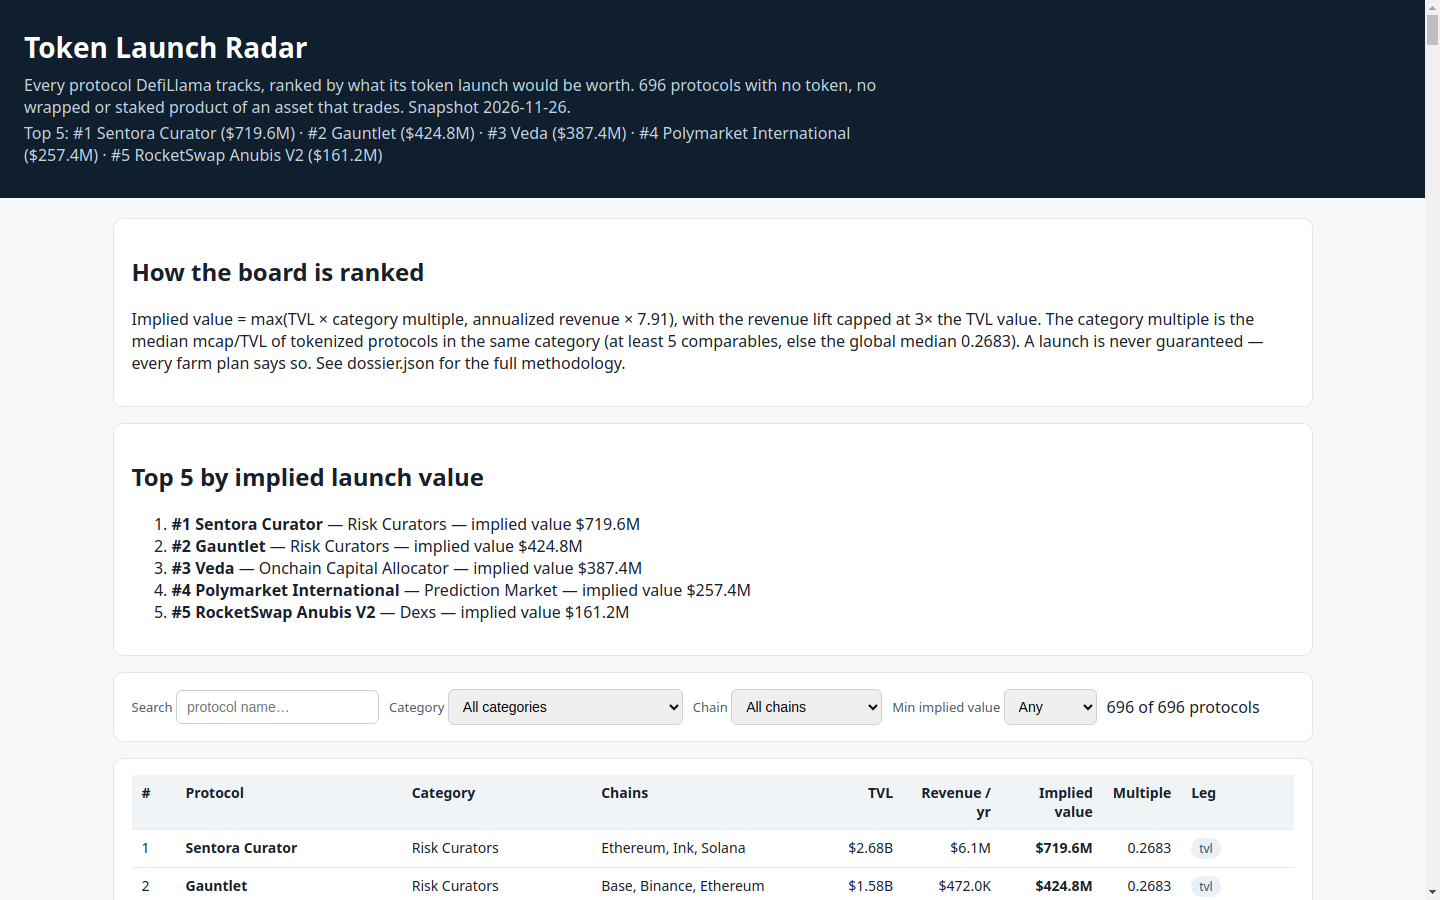 Token Launch Radar
Every protocol DefiLlama tracks, ranked by what its token launch would be worth. 696 protocols with no token, no
wrapped or staked product of an asset that trades. Snapshot 2026-11-26.
Top 5: #1 Sentora Curator ($719.6M) · #2 Gauntlet ($424.8M) · #3 Veda ($387.4M) · #4 Polymarket International
($257.4M) · #5 RocketSwap Anubis V2 ($161.2M)
How the board is ranked
Implied value = max(TVL × category multiple, annualized revenue × 7.91), with the revenue lift capped at 3× the TVL value. The category multiple is the
median mcap/TVL of tokenized protocols in the same category (at least 5 comparables, else the global median 0.2683). A launch is never guaranteed —
every farm plan says so. See dossier.json for the full methodology.
Top 5 by implied launch value
1. #1 Sentora Curator — Risk Curators — implied value $719.6M
2. #2 Gauntlet — Risk Curators — implied value $424.8M
3. #3 Veda — Onchain Capital Allocator — implied value $387.4M
4. #4 Polymarket International — Prediction Market — implied value $257.4M
5. #5 RocketSwap Anubis V2 — Dexs — implied value $161.2M
Search protocol name… Category All categories Chain All chains Min implied value Any 696 of 696 protocols
# Protocol Category Chains TVL Revenue / yr Implied value Multiple Leg
1 Sentora Curator Risk Curators Ethereum, Ink, Solana $2.68B $6.1M $719.6M 0.2683 tvl
2 Gauntlet Risk Curators Base, Binance, Ethereum $1.58B $472.0K $424.8M 0.2683 tvl